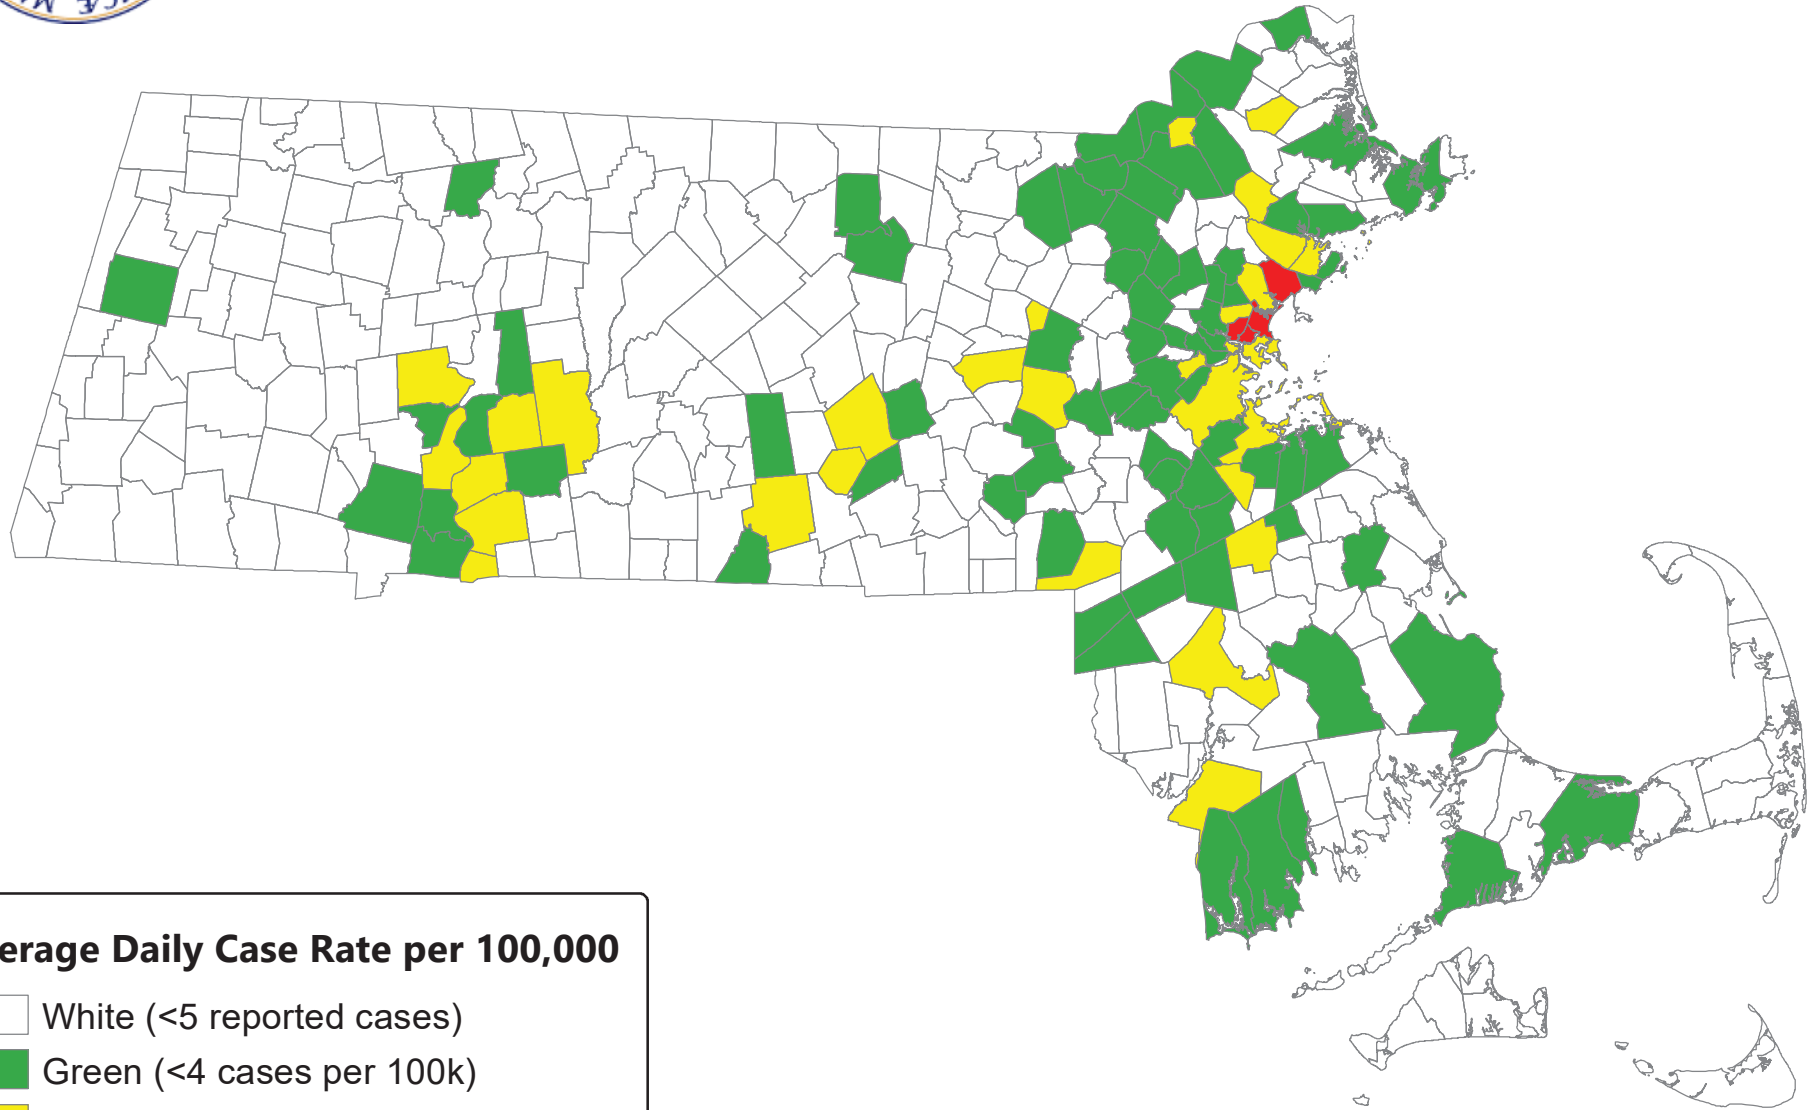 erage Daily Case Rate per 100,000
White (<5 reported cases)
Green (<4 cases per 100k)